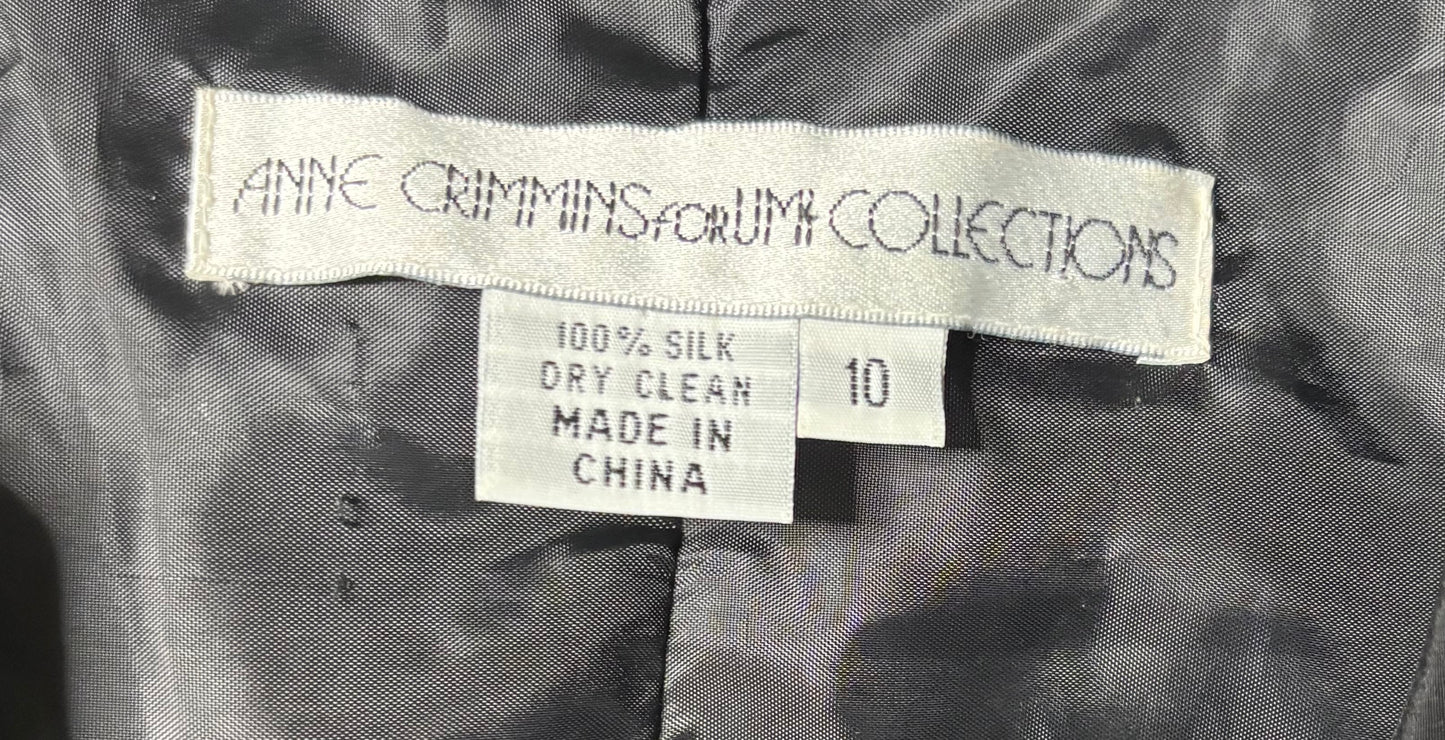 ANNE CRIMMINS FOR UMI COLLECTIONS
100% SILK
DRY CLEAN
MADE IN
CHINA
10